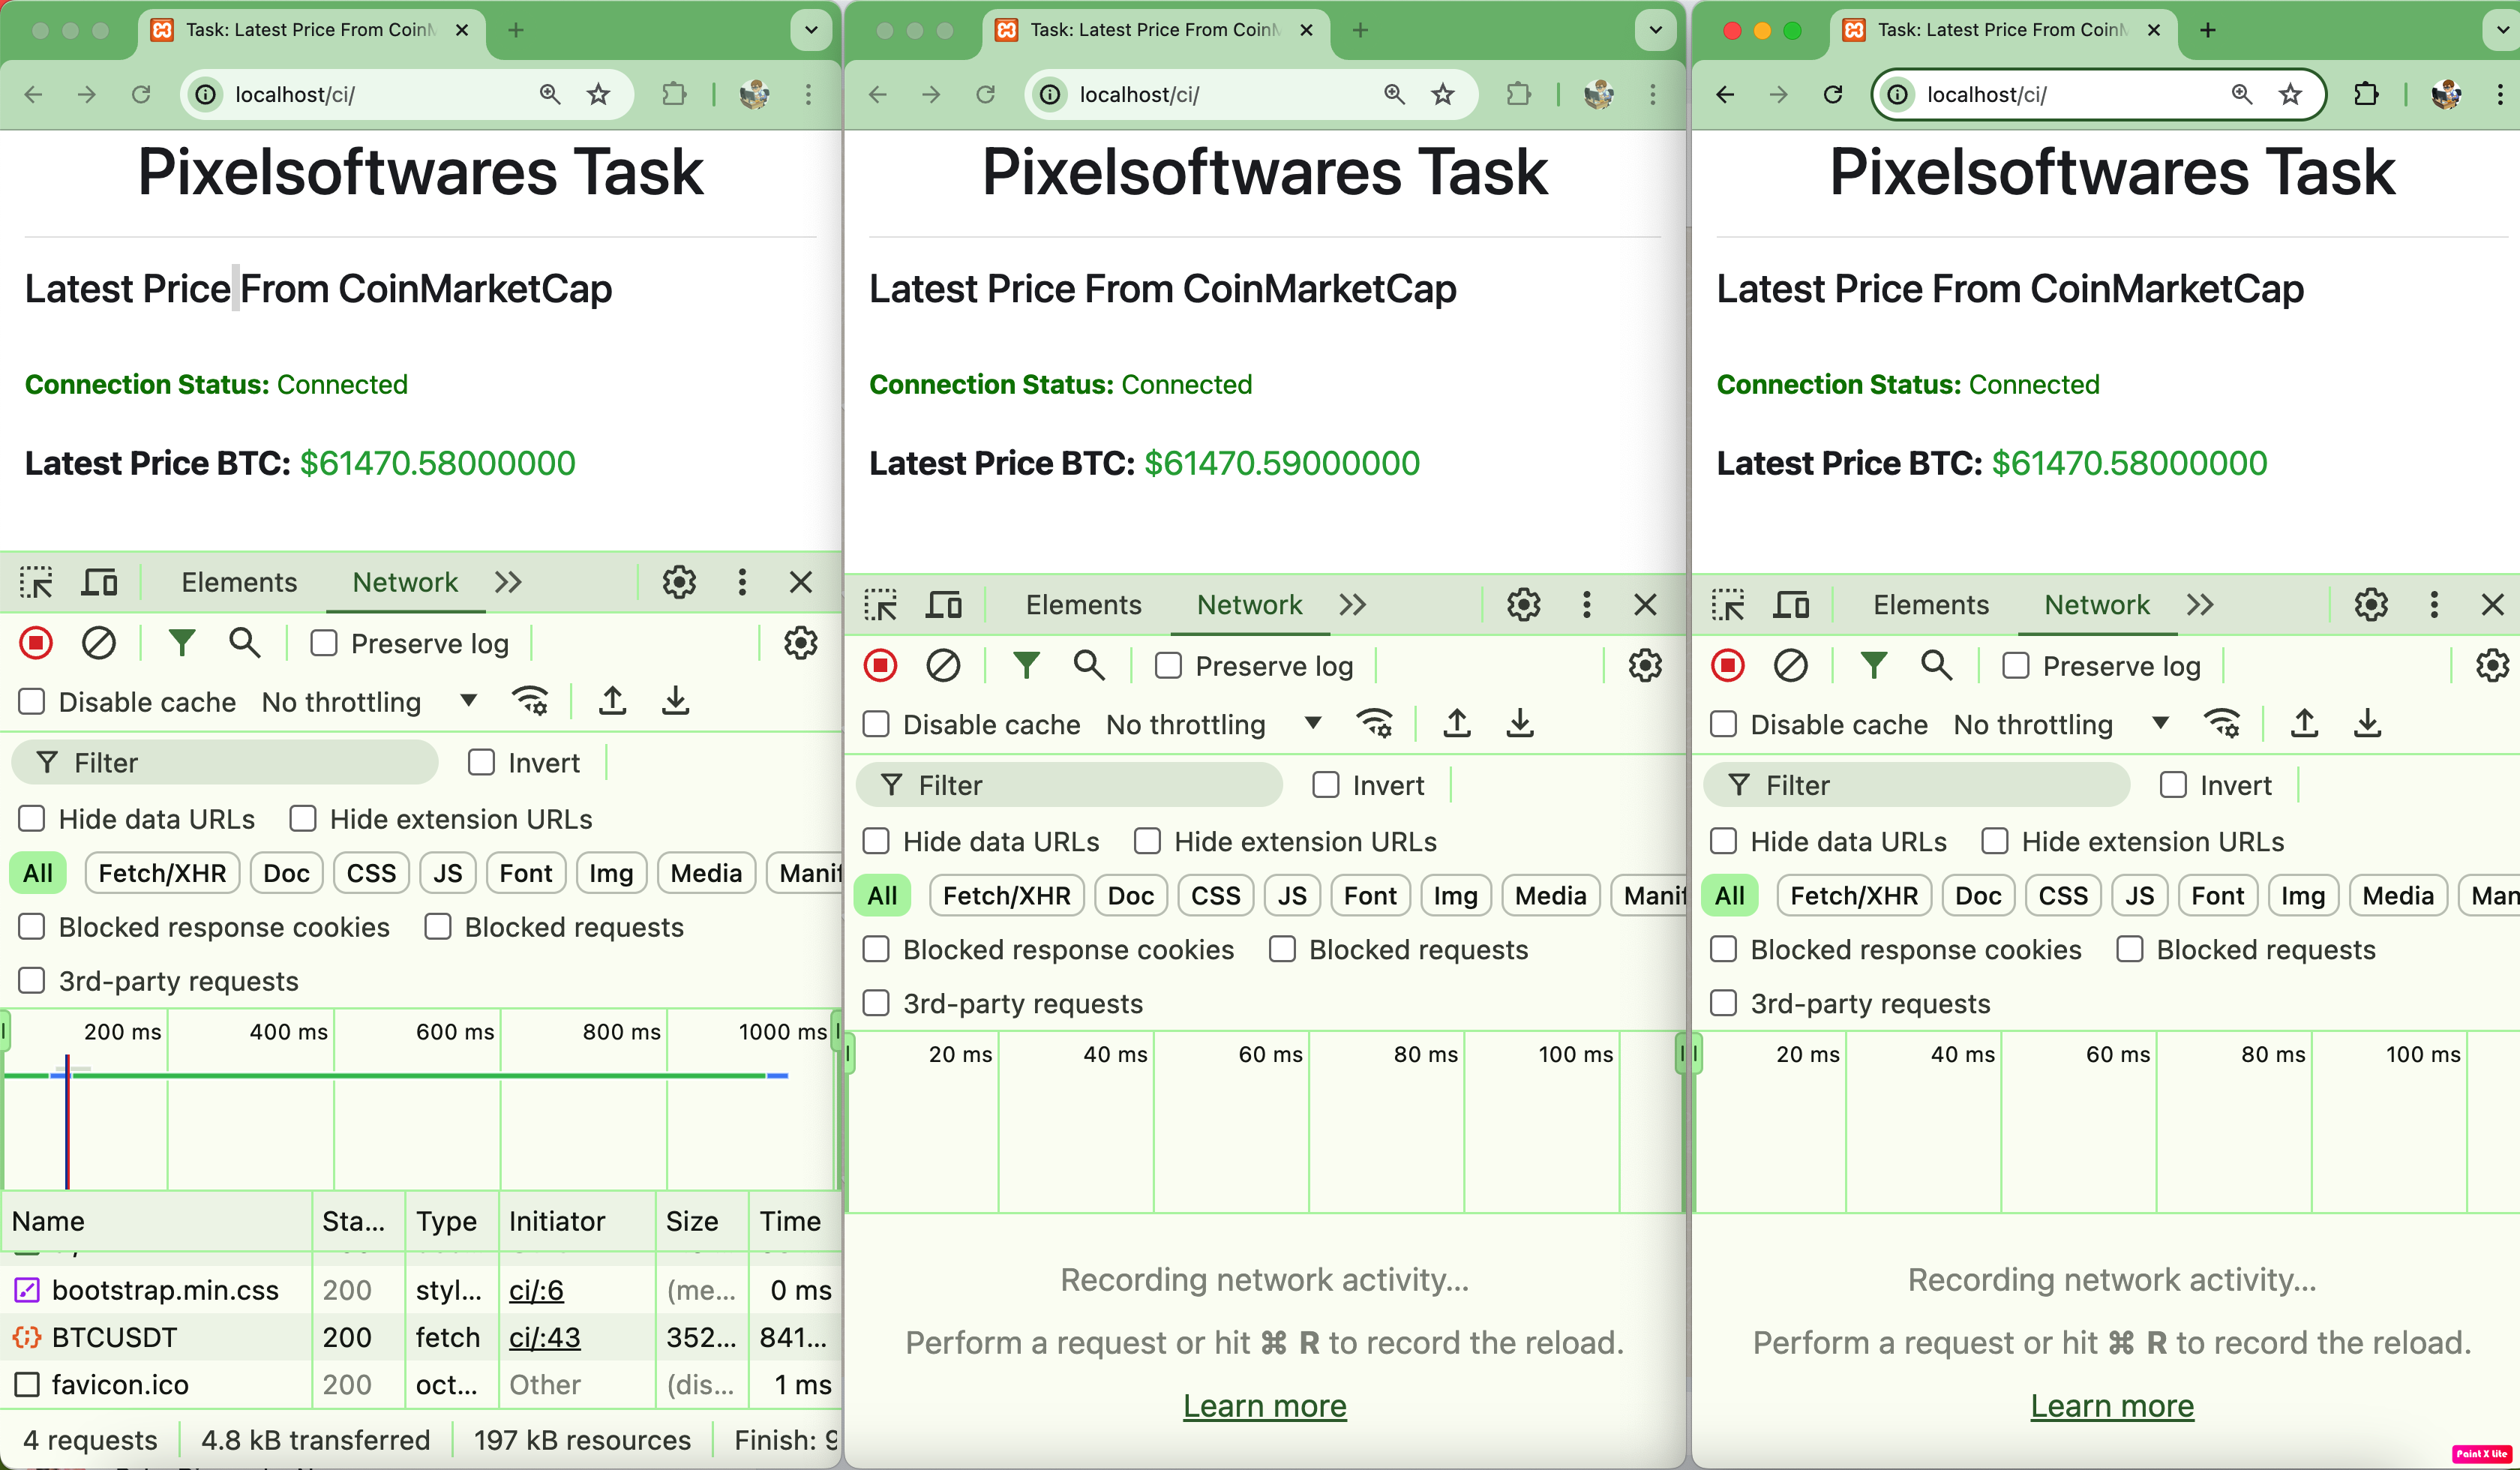 Task: Latest Price From Coin
localhost/ci/
Pixelsoftwares Task
Latest Price From CoinMarketCap
Connection Status: Connected
Latest Price BTC: $61470.58000000
Elements Network
Preserve log
Disable cache No throttling
Filter Invert
Hide data URLs Hide extension URLs
All Fetch/XHR Doc CSS JS Font Img Media Manif
Blocked response cookies Blocked requests
3rd-party requests
200 ms 400 ms 600 ms 800 ms 1000 ms
Name Sta... Type Initiator Size Time
bootstrap.min.css 200 styl... ci/:6 (me... 0 ms
BTCUSDT 200 fetch ci/:43 352... 841...
favicon.ico 200 oct... Other (dis... 1 ms
4 requests 4.8 kB transferred 197 kB resources Finish: 9
Task: Latest Price From Coin
localhost/ci/
Pixelsoftwares Task
Latest Price From CoinMarketCap
Connection Status: Connected
Latest Price BTC: $61470.59000000
Elements Network
Preserve log
Disable cache No throttling
Filter Invert
Hide data URLs Hide extension URLs
All Fetch/XHR Doc CSS JS Font Img Media Manif
Blocked response cookies Blocked requests
3rd-party requests
20 ms 40 ms 60 ms 80 ms 100 ms
Recording network activity...
Perform a request or hit ⌘ R to record the reload.
Learn more
Task: Latest Price From Coin
localhost/ci/
Pixelsoftwares Task
Latest Price From CoinMarketCap
Connection Status: Connected
Latest Price BTC: $61470.58000000
Elements Network
Preserve log
Disable cache No throttling
Filter Invert
Hide data URLs Hide extension URLs
All Fetch/XHR Doc CSS JS Font Img Media Man
Blocked response cookies Blocked requests
3rd-party requests
20 ms 40 ms 60 ms 80 ms 100 ms
Recording network activity...
Perform a request or hit ⌘ R to record the reload.
Learn more
Paint X Lite